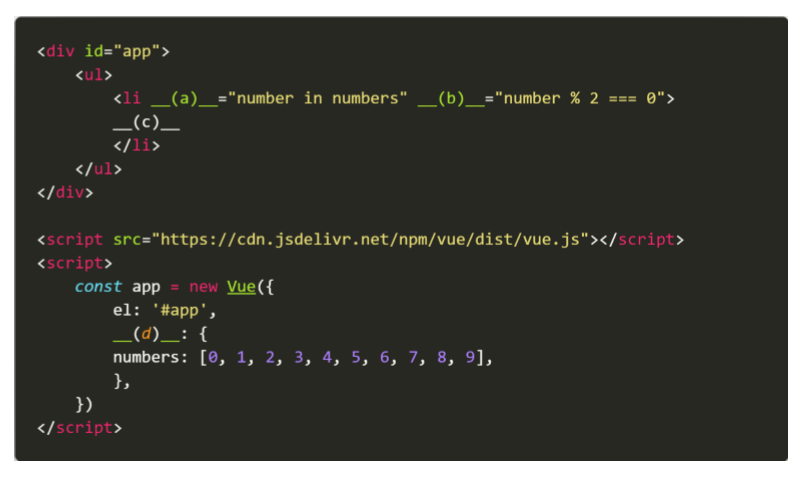 <div id="app">
    <ul>
        <li __(a)__="number in numbers" __(b)__="number % 2 === 0">
        __(c)__
        </li>
    </ul>
</div>

<script src="https://cdn.jsdelivr.net/npm/vue/dist/vue.js"></script>
<script>
    const app = new Vue({
        el: '#app',
        __(d)__: {
        numbers: [0, 1, 2, 3, 4, 5, 6, 7, 8, 9],
        },
    })
</script>